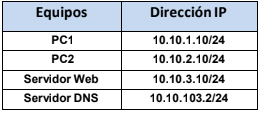 Equipos Dirección IP
PC1 10.10.1.10/24
PC2 10.10.2.10/24
Servidor Web 10.10.3.10/24
Servidor DNS 10.10.103.2/24